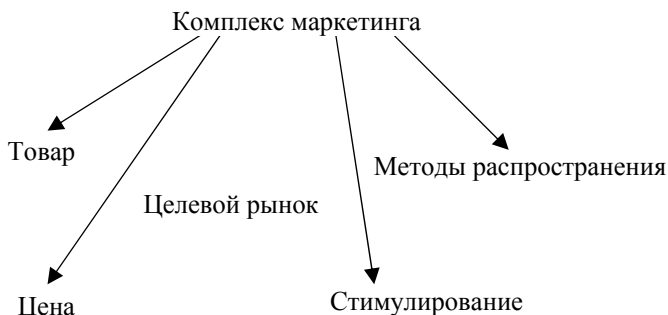 Комплекс маркетинга
Товар
Методы распространения
Целевой рынок
Цена
Стимулирование